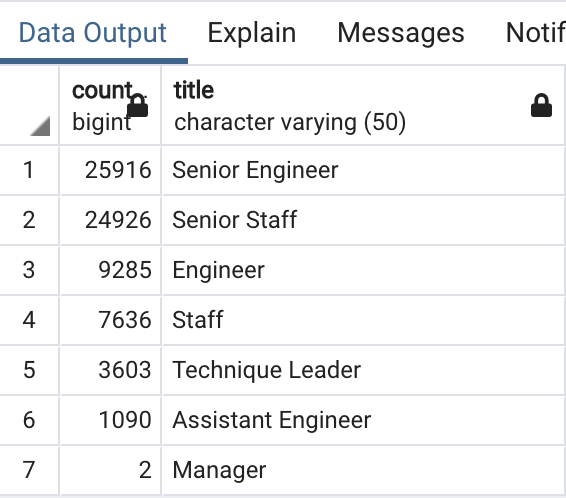 Data Output Explain Messages Notif
count title
bigint character varying (50)
1 25916 Senior Engineer
2 24926 Senior Staff
3 9285 Engineer
4 7636 Staff
5 3603 Technique Leader
6 1090 Assistant Engineer
7 2 Manager